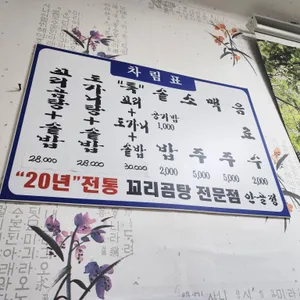 차림표
꼬리곰탕+솥밥 28.000
도가니탕+솥밥 28.000
"특" 꼬리+도가니 솥밥 30.000
솥밥 2,000
공기밥 1,000
소주 5,000
맥주 5,000
음료수 2,000
"20년"전통 꼬리곰탕 전문점 안골정